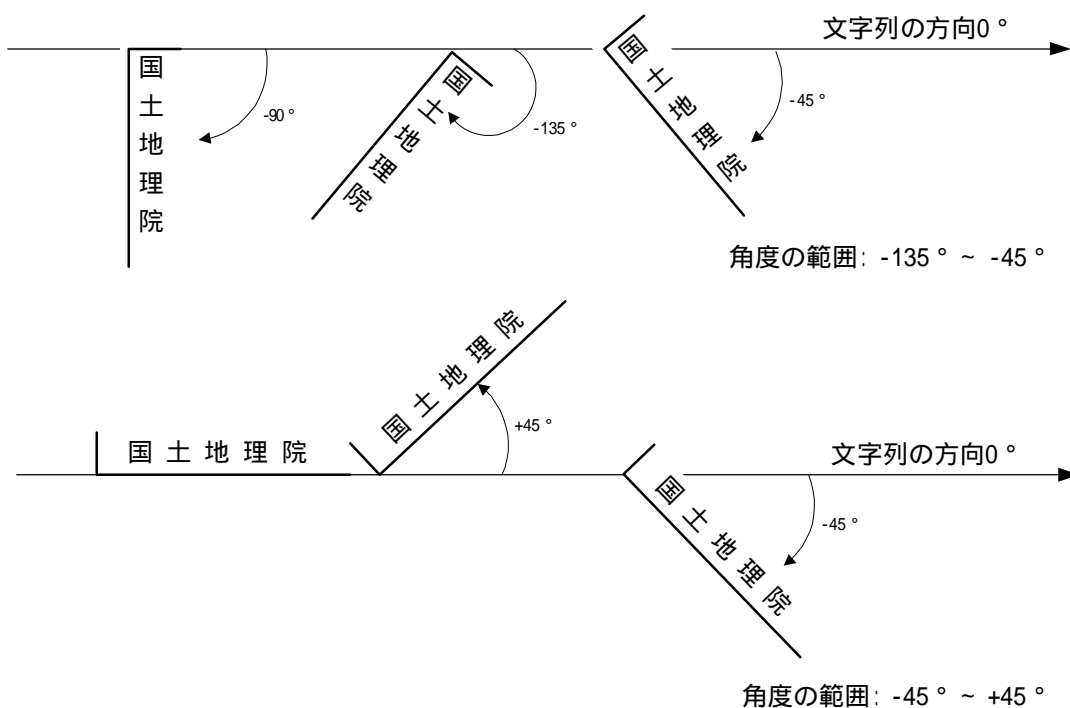 文字列の方向0°
国土地理院
-90°
国土地理院
-135°
国土地理院
-45°
角度の範囲: -135° ~ -45°
国土地理院
国土地理院
+45°
文字列の方向0°
国土地理院
-45°
角度の範囲: -45° ~ +45°